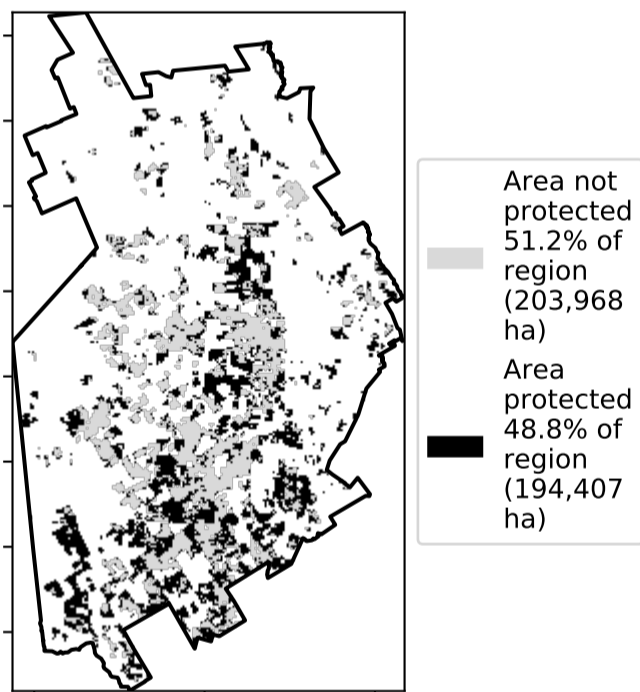 Area not
protected
51.2% of
region
(203,968
ha)
Area
protected
48.8% of
region
(194,407
ha)